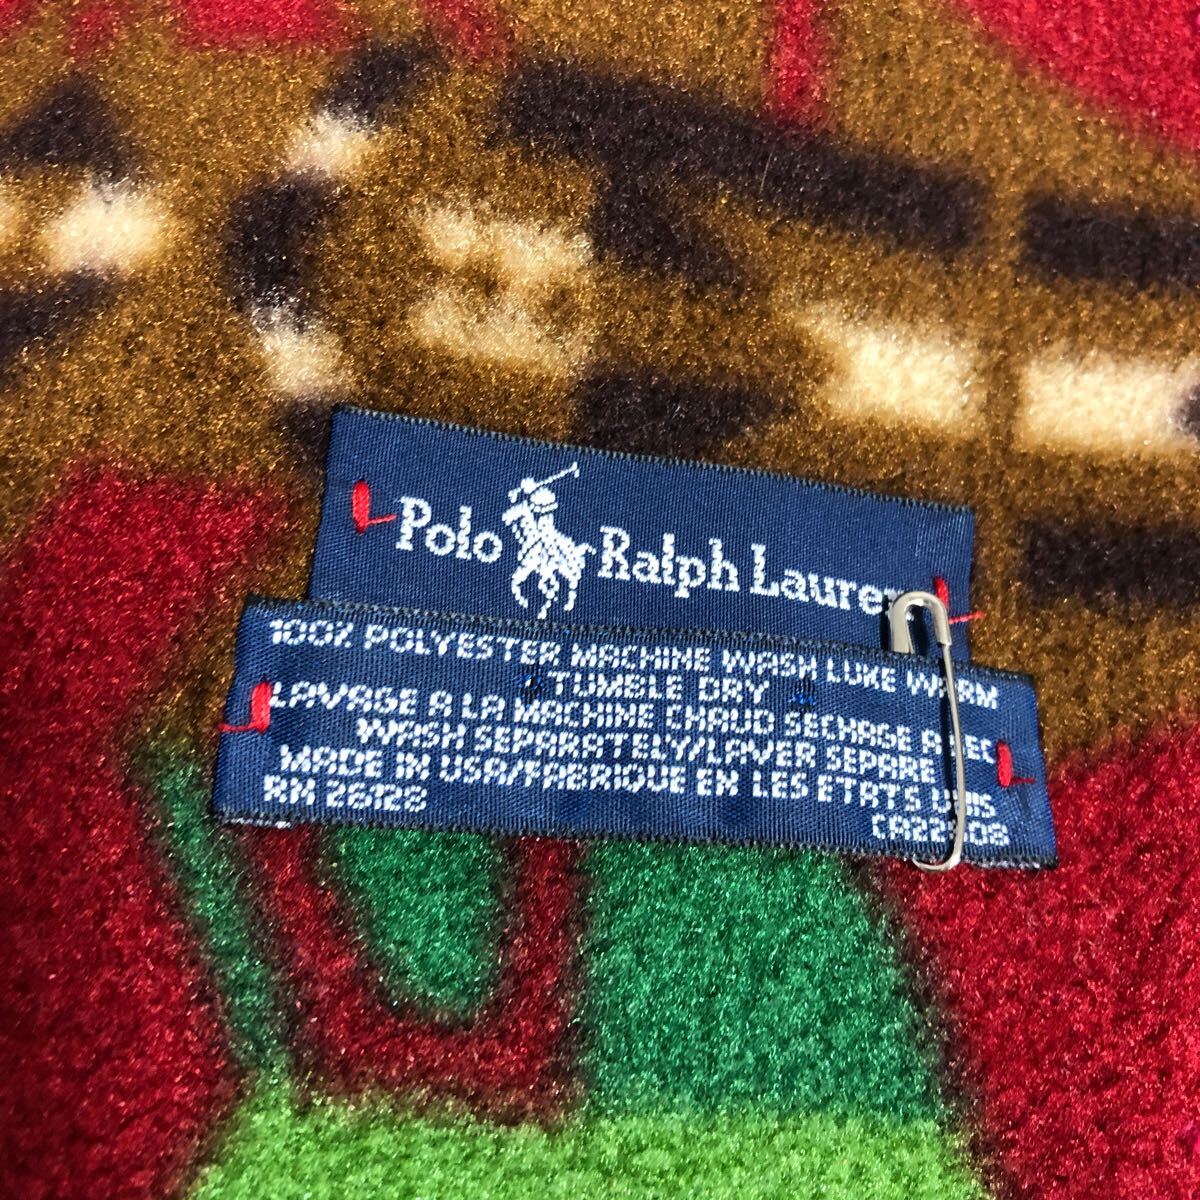 Polo Ralph Lauren
100% POLYESTER MACHINE WASH LUKE WARM
TUMBLE DRY
LAVAGE A LA MACHINE CHAUD SECHAGE A SEC
WASH SEPARATELY/LAVER SEPARE
MADE IN USA/FABRIQUE EN LES ETATS UNIS
RN 26128